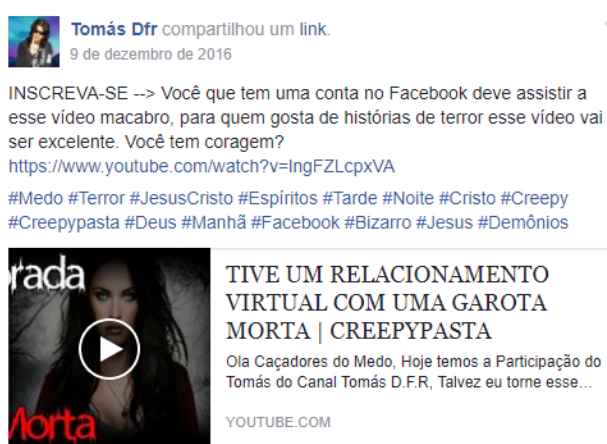 Tomás Dfr compartilhou um link.
9 de dezembro de 2016
INSCREVA-SE --> Você que tem uma conta no Facebook deve assistir a
esse vídeo macabro, para quem gosta de histórias de terror esse vídeo vai
ser excelente. Você tem coragem?
https://www.youtube.com/watch?v=IngFZLcpxVA
#Medo #Terror #JesusCristo #Espíritos #Tarde #Noite #Cristo #Creepy
#Creepypasta #Deus #Manhã #Facebook #Bizarro #Jesus #Demônios
rada
Morta
TIVE UM RELACIONAMENTO
VIRTUAL COM UMA GAROTA
MORTA | CREEPYPASTA
Ola Caçadores do Medo, Hoje temos a Participação do
Tomás do Canal Tomás D.F.R, Talvez eu torne esse...
YOUTUBE.COM